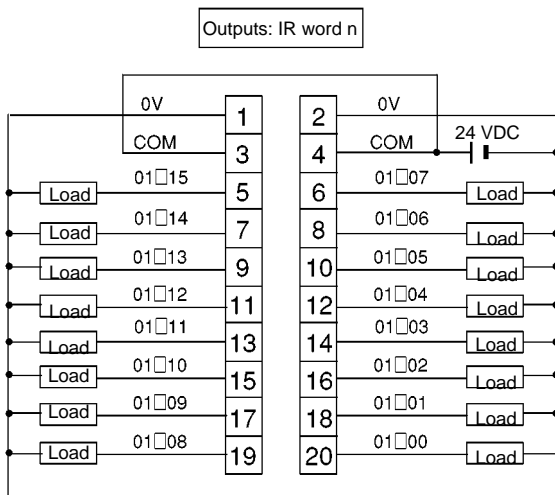 Outputs: IR word n
0V 1 2 0V
COM 3 4 COM 24 VDC
Load 01□15 5 6 01□07 Load
Load 01□14 7 8 01□06 Load
Load 01□13 9 10 01□05 Load
Load 01□12 11 12 01□04 Load
Load 01□11 13 14 01□03 Load
Load 01□10 15 16 01□02 Load
Load 01□09 17 18 01□01 Load
Load 01□08 19 20 01□00 Load